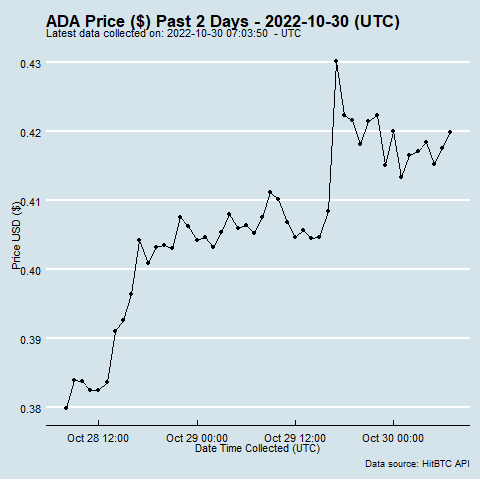 ADA Price ($) Past 2 Days - 2022-10-30 (UTC)
Latest data collected on: 2022-10-30 07:03:50 - UTC
0.43
0.42
0.41
0.40
0.39
0.38
Price USD ($)
Oct 28 12:00
Oct 29 00:00
Oct 29 12:00
Oct 30 00:00
Date Time Collected (UTC)
Data source: HitBTC API